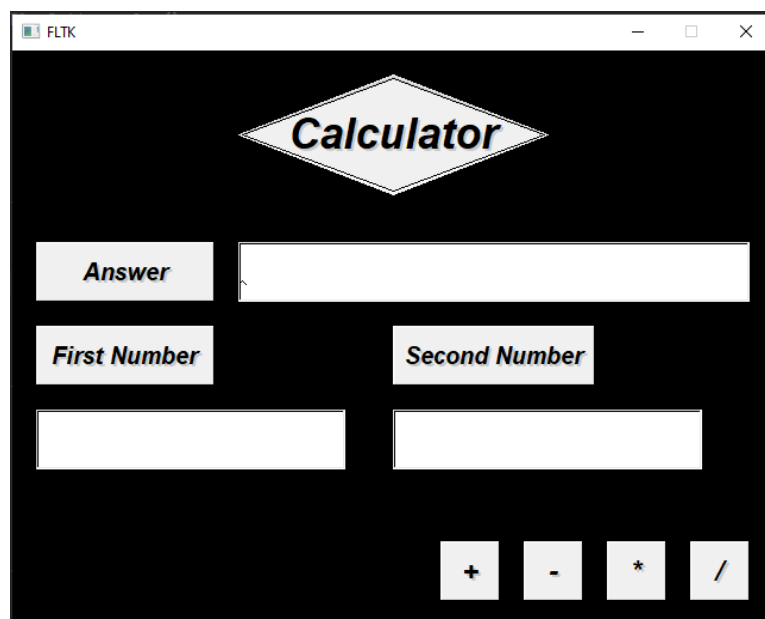 FLTK
Calculator
Answer
First Number Second Number
+ - * /